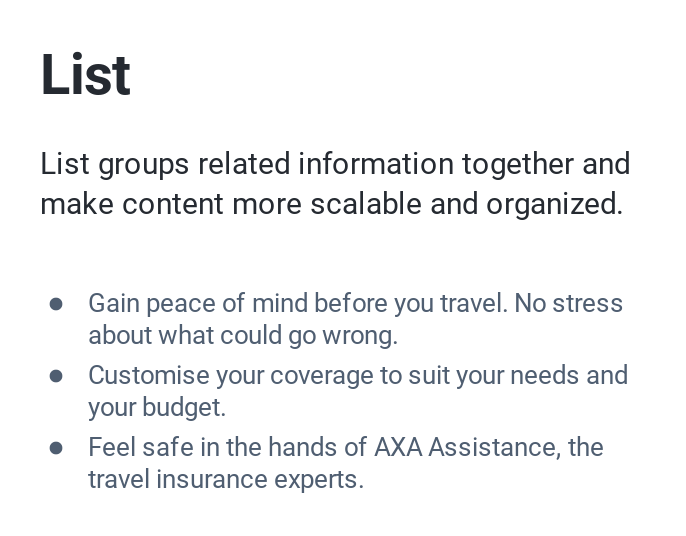 List
List groups related information together and
make content more scalable and organized.
● Gain peace of mind before you travel. No stress
about what could go wrong.
● Customise your coverage to suit your needs and
your budget.
● Feel safe in the hands of AXA Assistance, the
travel insurance experts.